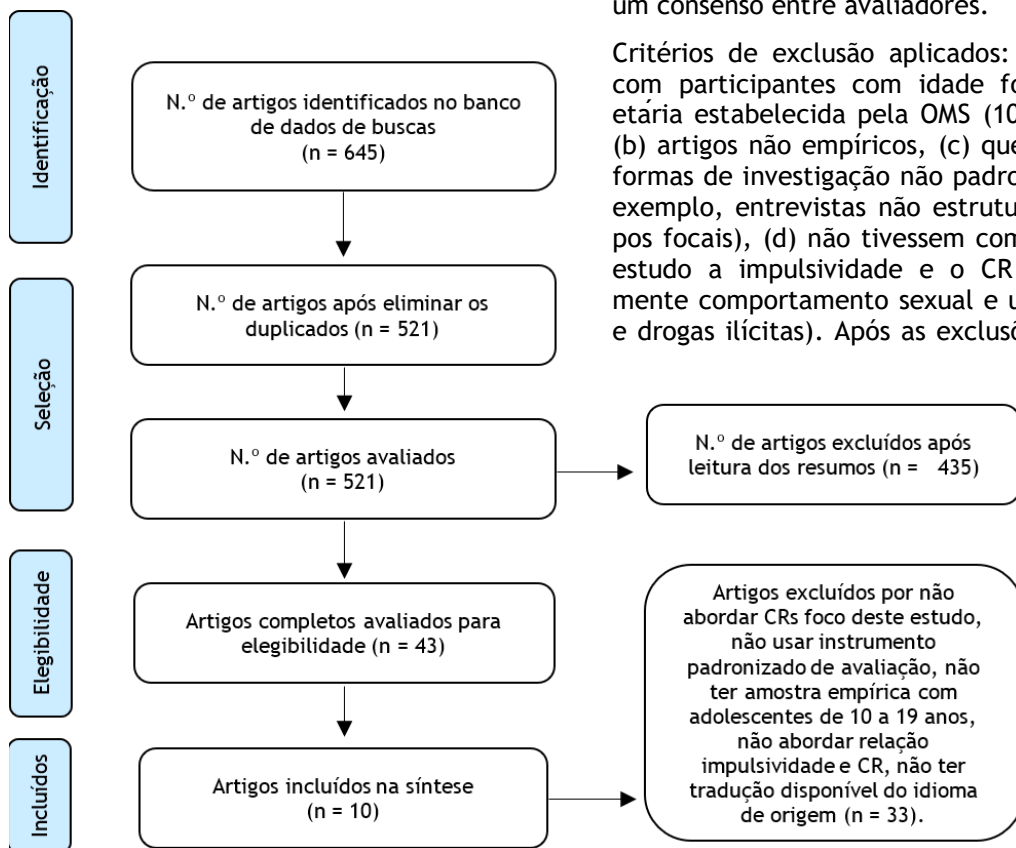 um consenso entre avaliadores.
Critérios de exclusão aplicados:
com participantes com idade fo
etária estabelecida pela OMS (10
(b) artigos não empíricos, (c) que
formas de investigação não padro
exemplo, entrevistas não estrutu
pos focais), (d) não tivessem com
estudo a impulsividade e o CR
mente comportamento sexual e u
e drogas ilícitas). Após as exclusõ
Identificação
N.º de artigos identificados no banco
de dados de buscas
(n = 645)
Seleção
N.º de artigos após eliminar os
duplicados (n = 521)
N.º de artigos avaliados
(n = 521)
N.º de artigos excluídos após
leitura dos resumos (n = 435)
Elegibilidade
Artigos completos avaliados para
elegibilidade (n = 43)
Artigos excluídos por não
abordar CRs foco deste estudo,
não usar instrumento
padronizado de avaliação, não
ter amostra empírica com
adolescentes de 10 a 19 anos,
não abordar relação
impulsividade e CR, não ter
tradução disponível do idioma
de origem (n = 33).
Incluídos
Artigos incluídos na síntese
(n = 10)